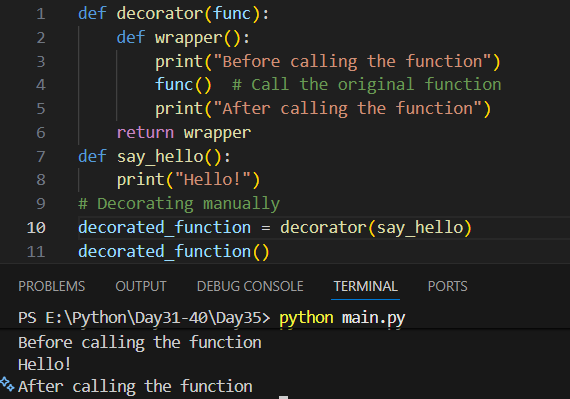 1 def decorator(func):
2     def wrapper():
3         print("Before calling the function")
4         func()  # Call the original function
5         print("After calling the function")
6     return wrapper
7 def say_hello():
8     print("Hello!")
9 # Decorating manually
10 decorated_function = decorator(say_hello)
11 decorated_function()
PROBLEMS OUTPUT DEBUG CONSOLE TERMINAL PORTS
PS E:\Python\Day31-40\Day35> python main.py
Before calling the function
Hello!
After calling the function